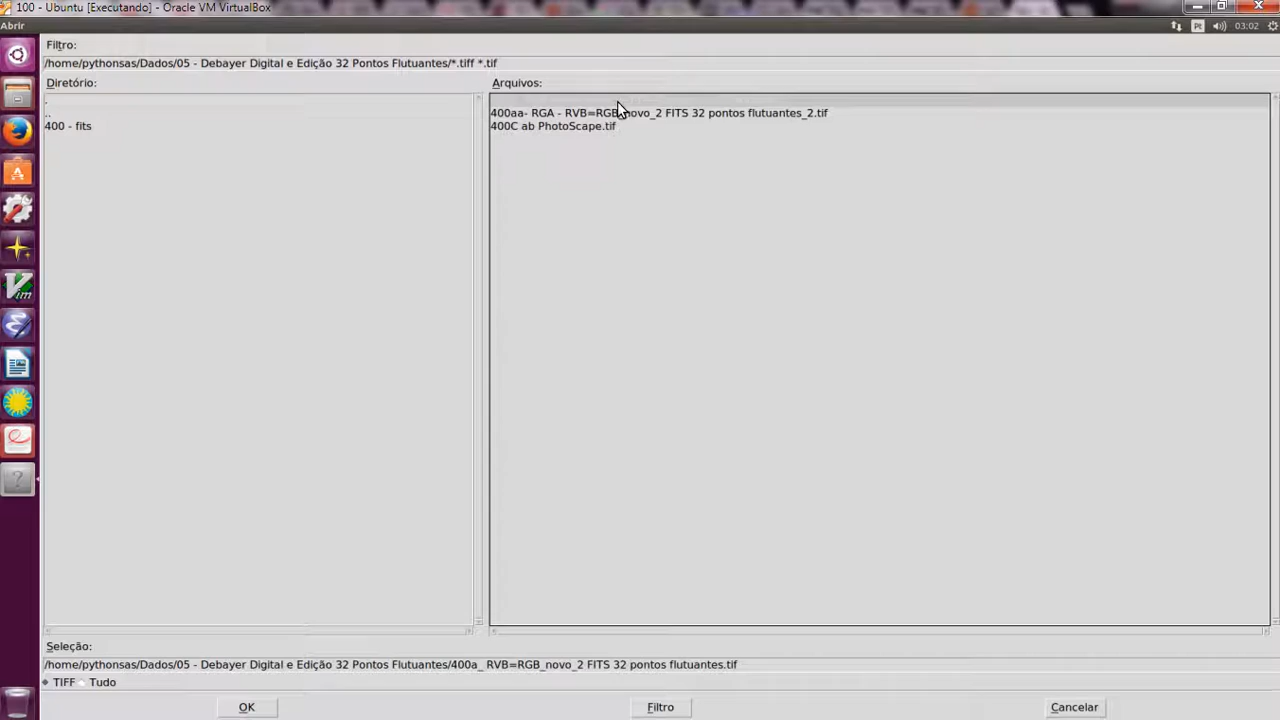 100 - Ubuntu [Executando] - Oracle VM VirtualBox
Abrir
Pt
03:02
Filtro:
/home/pythonsas/Dados/05 - Debayer Digital e Edição 32 Pontos Flutuantes/*.tiff *.tif
Diretório:
Arquivos:
.
..
400 - fits
400aa- RGA - RVB=RGB_novo_2 FITS 32 pontos flutuantes_2.tif
400C ab PhotoScape.tif
Seleção:
/home/pythonsas/Dados/05 - Debayer Digital e Edição 32 Pontos Flutuantes/400a_ RVB=RGB_novo_2 FITS 32 pontos flutuantes.tif
TIFF
Tudo
OK
Filtro
Cancelar
Vim